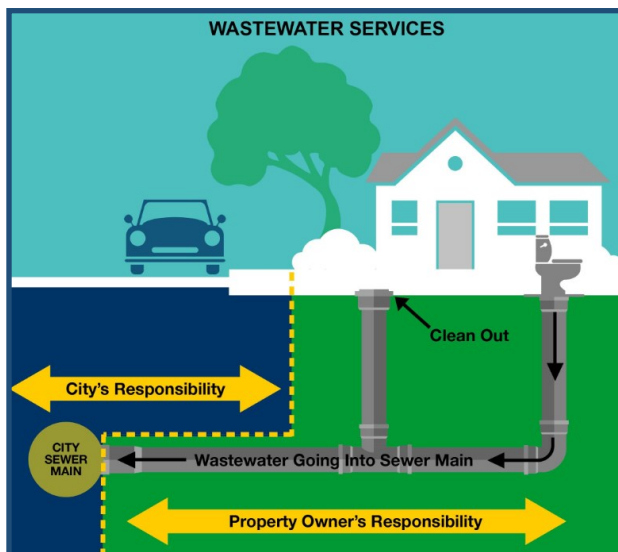 WASTEWATER SERVICES
Clean Out
City's Responsibility
CITY
SEWER
MAIN
Wastewater Going Into Sewer Main
Property Owner's Responsibility